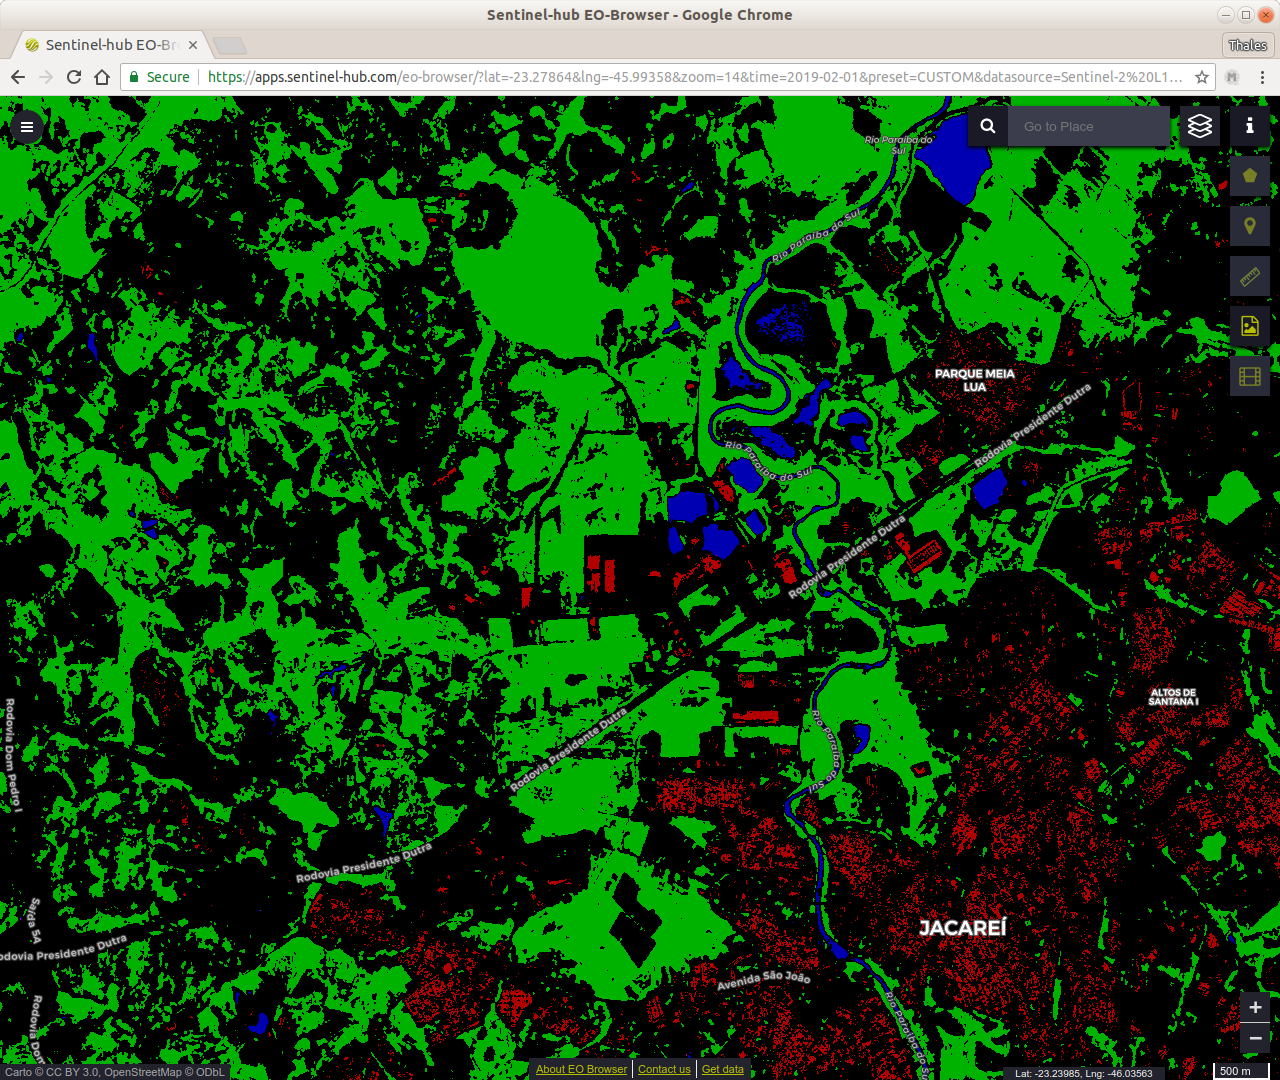 Sentinel-hub EO-Browser - Google Chrome
Sentinel-hub EO-Br
Thales
Secure
https://apps.sentinel-hub.com/eo-browser/?lat=-23.27864&lng=-45.99358&zoom=14&time=2019-02-01&preset=CUSTOM&datasource=Sentinel-2%20L1...
Go to Place
Rio Paraíba do
Sul
Rio Paraíba do Sul
PARQUE MEIA
LUA
Rodovia Presidente Dutra
Rio Paraíba do Sul
Rodovia Presidente Dutra
ALTOS DE
SANTANA I
Rodovia Dom Pedro I
Rodovia Presidente Dutra
Rio Paraíba do Sul
Rodovia Presidente Dutra
Saída 5A
odovia Presidente Dutra
JACAREÍ
Avenida São João
Rodovia Dom
Rio Paraíba do Su
+
−
Carto © CC BY 3.0, OpenStreetMap © ODbL
About EO Browser | Contact us | Get data
Lat: -23.23985, Lng: -46.03563
500 m